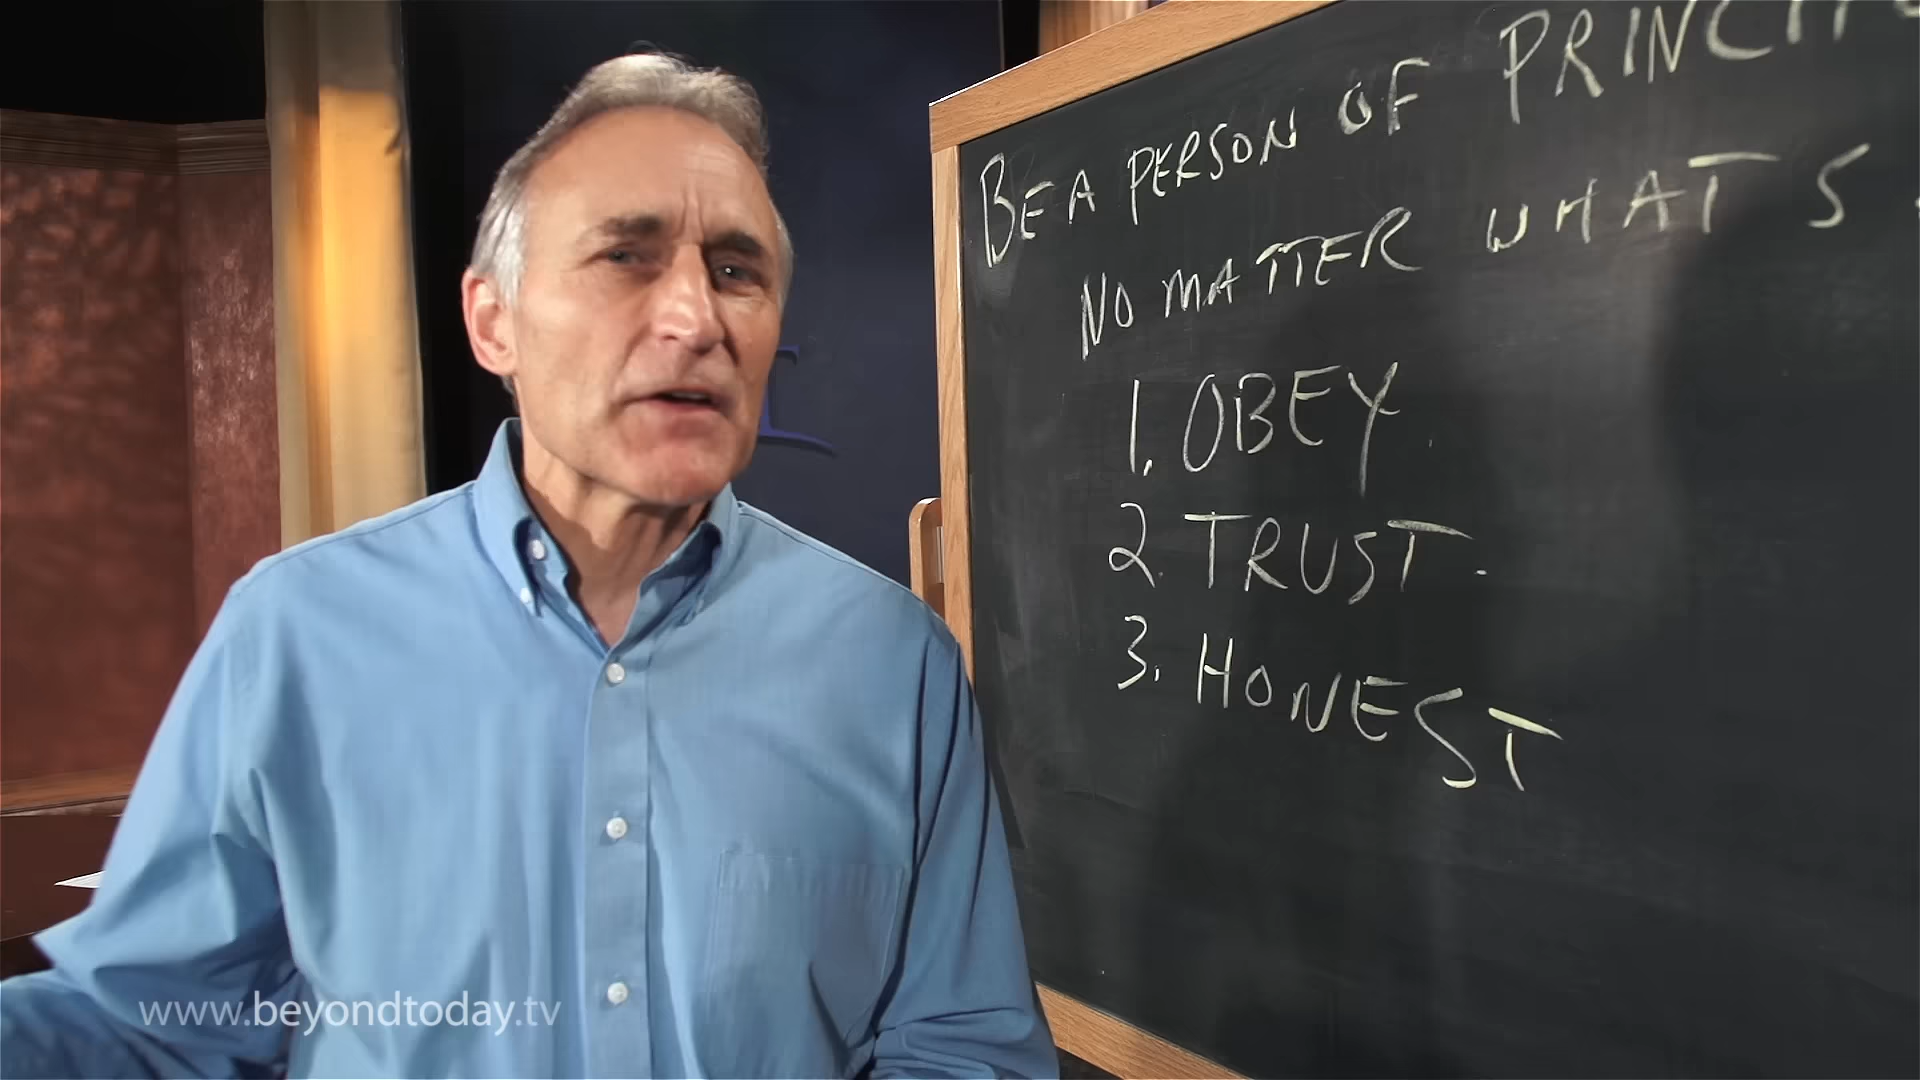 BE A PERSON OF
NO MATTER WHAT'S
1. OBEY.
2. TRUST.
3. HONEST
www.beyondtoday.tv